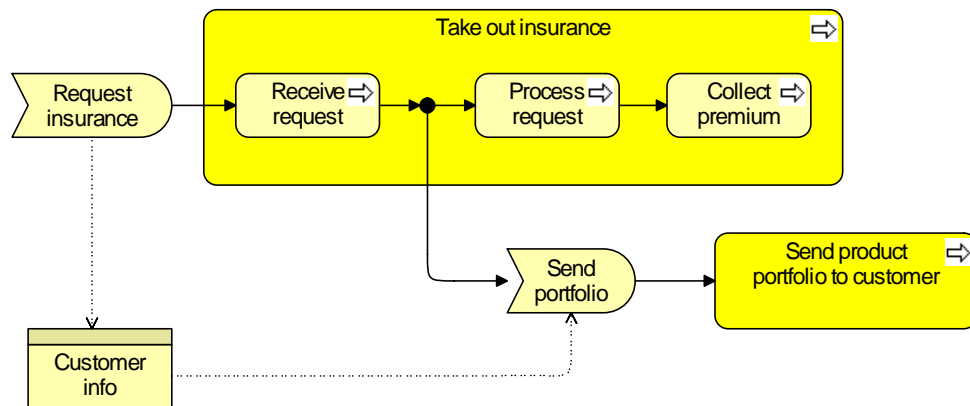 Take out insurance
Request
insurance
Receive
request
Process
request
Collect
premium
Send
portfolio
Send product
portfolio to customer
Customer
info